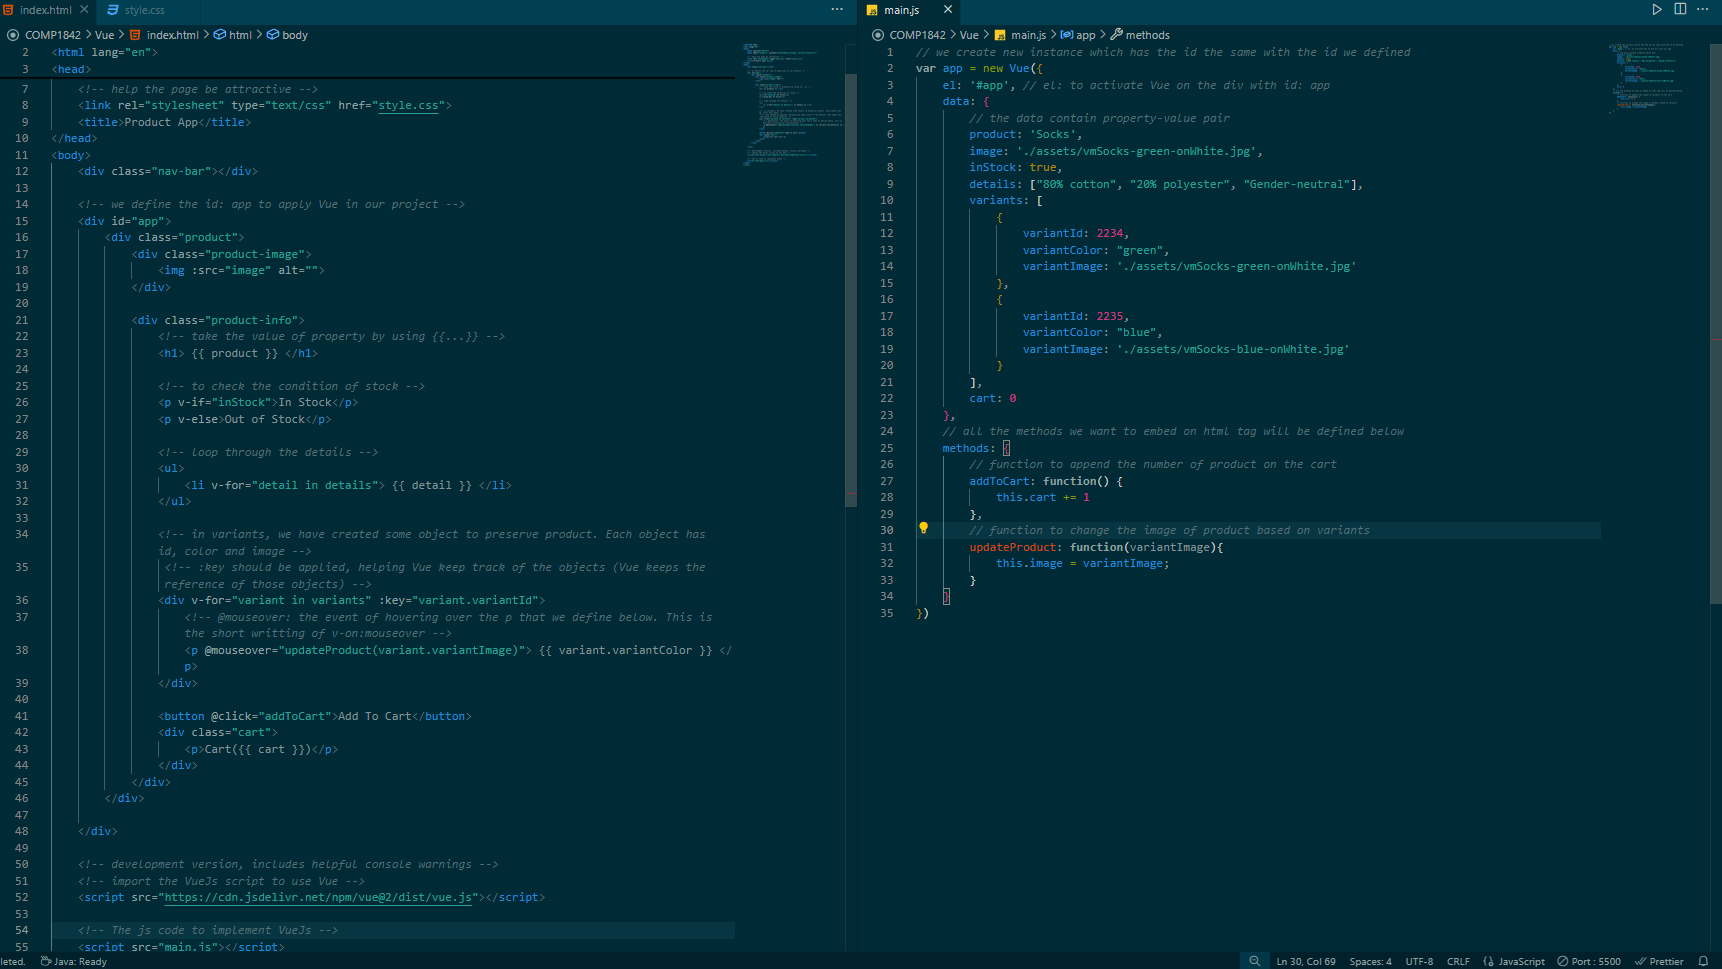 index.html
style.css
COMP1842 > Vue > index.html > html > body
2 <html lang="en">
3 <head>
7 <!-- help the page be attractive -->
8 <link rel="stylesheet" type="text/css" href="style.css">
9 <title>Product App</title>
10 </head>
11 <body>
12 <div class="nav-bar"></div>
13
14 <!-- we define the id: app to apply Vue in our project -->
15 <div id="app">
16 <div class="product">
17 <div class="product-image">
18 <img :src="image" alt="">
19 </div>
20
21 <div class="product-info">
22 <!-- take the value of property by using {{...}} -->
23 <h1> {{ product }} </h1>
24
25 <!-- to check the condition of stock -->
26 <p v-if="inStock">In Stock</p>
27 <p v-else>Out of Stock</p>
28
29 <!-- loop through the details -->
30 <ul>
31 <li v-for="detail in details"> {{ detail }} </li>
32 </ul>
33
34 <!-- in variants, we have created some object to preserve product. Each object has
id, color and image -->
35 <!-- :key should be applied, helping Vue keep track of the objects (Vue keeps the
reference of those objects) -->
36 <div v-for="variant in variants" :key="variant.variantId">
37 <!-- @mouseover: the event of hovering over the p that we define below. This is
the short writting of v-on:mouseover -->
38 <p @mouseover="updateProduct(variant.variantImage)"> {{ variant.variantColor }} </
p>
39 </div>
40
41 <button @click="addToCart">Add To Cart</button>
42 <div class="cart">
43 <p>Cart({{ cart }})</p>
44 </div>
45 </div>
46 </div>
47
48 </div>
49
50 <!-- development version, includes helpful console warnings -->
51 <!-- import the VueJs script to use Vue -->
52 <script src="https://cdn.jsdelivr.net/npm/vue@2/dist/vue.js"></script>
53
54 <!-- The js code to implement VueJs -->
55 <script src="main.js"></script>
main.js
COMP1842 > Vue > main.js > app > methods
1 // we create new instance which has the id the same with the id we defined
2 var app = new Vue({
3 el: '#app', // el: to activate Vue on the div with id: app
4 data: {
5 // the data contain property-value pair
6 product: 'Socks',
7 image: './assets/vmSocks-green-onWhite.jpg',
8 inStock: true,
9 details: ["80% cotton", "20% polyester", "Gender-neutral"],
10 variants: [
11 {
12 variantId: 2234,
13 variantColor: "green",
14 variantImage: './assets/vmSocks-green-onWhite.jpg'
15 },
16 {
17 variantId: 2235,
18 variantColor: "blue",
19 variantImage: './assets/vmSocks-blue-onWhite.jpg'
20 }
21 ],
22 cart: 0
23 },
24 // all the methods we want to embed on html tag will be defined below
25 methods: {
26 // function to append the number of product on the cart
27 addToCart: function() {
28 this.cart += 1
29 },
30 // function to change the image of product based on variants
31 updateProduct: function(variantImage){
32 this.image = variantImage;
33 }
34 }
35 })
leted. Java: Ready
Ln 30, Col 69 Spaces: 4 UTF-8 CRLF {} JavaScript Port : 5500 Prettier